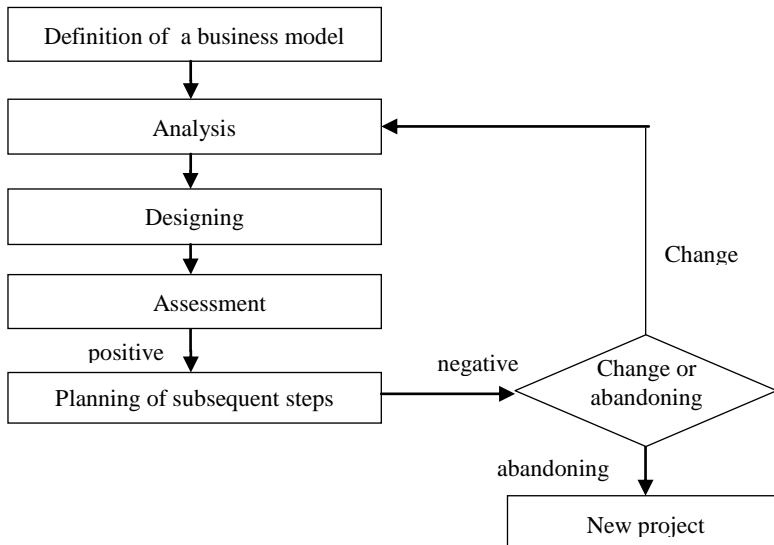 Definition of a business model
Analysis
Designing
Change
Assessment
positive
negative
Change or
abandoning
Planning of subsequent steps
abandoning
New project